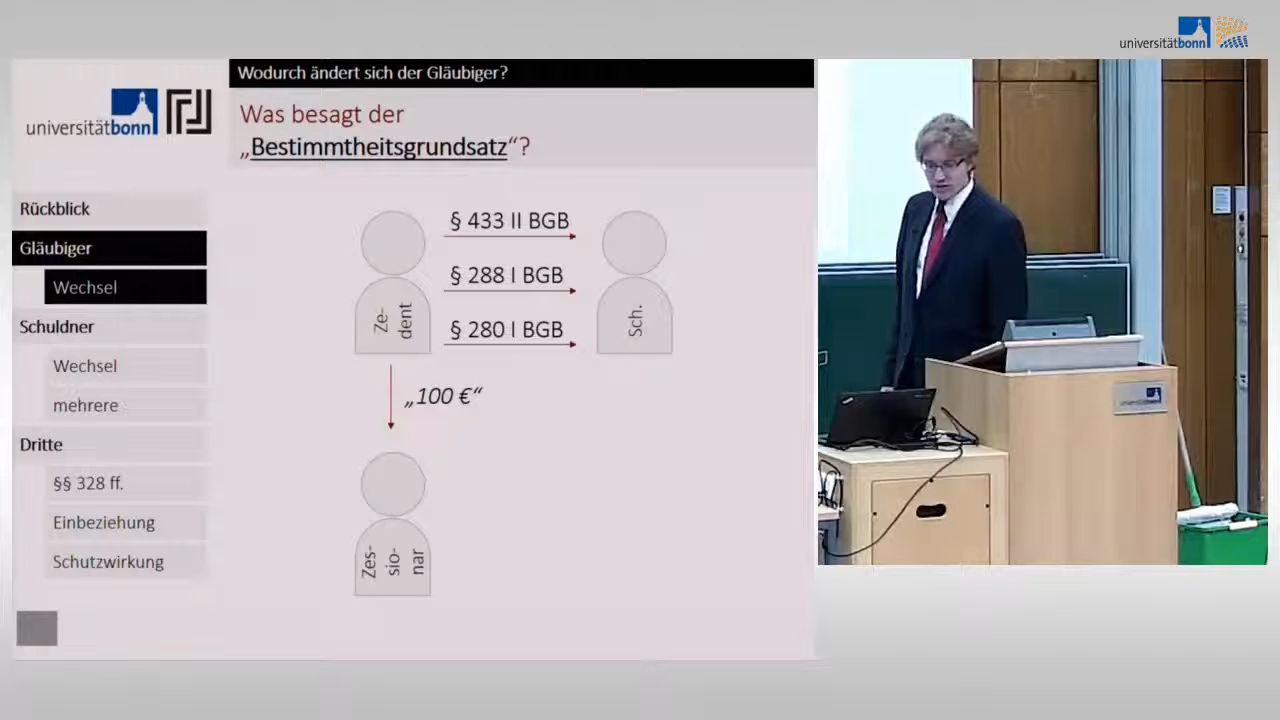 universitätbonn
Wodurch ändert sich der Gläubiger?
universitätbonn
Was besagt der
„Bestimmtheitsgrundsatz“?
Rückblick
Gläubiger
Wechsel
Schuldner
Wechsel
mehrere
Dritte
§§ 328 ff.
Einbeziehung
Schutzwirkung
§ 433 II BGB
§ 288 I BGB
§ 280 I BGB
Ze-
dent
Sch.
„100 €“
Zes-
sio-
nar
universitätbonn